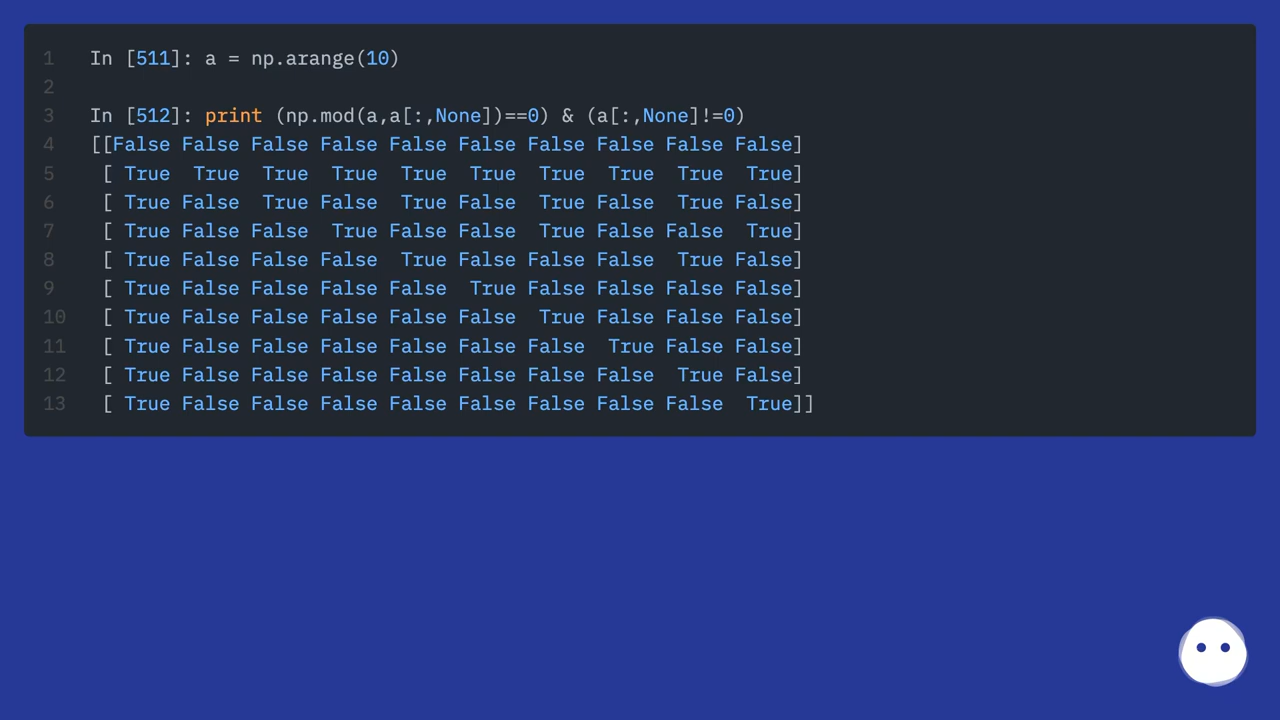 1 In [511]: a = np.arange(10)
2
3 In [512]: print (np.mod(a,a[:,None])==0) & (a[:,None]!=0)
4 [[False False False False False False False False False False]
5  [ True  True  True  True  True  True  True  True  True  True]
6  [ True False  True False  True False  True False  True False]
7  [ True False False  True False False  True False False  True]
8  [ True False False False  True False False False  True False]
9  [ True False False False False  True False False False False]
10  [ True False False False False False  True False False False]
11  [ True False False False False False False  True False False]
12  [ True False False False False False False False  True False]
13  [ True False False False False False False False False  True]]